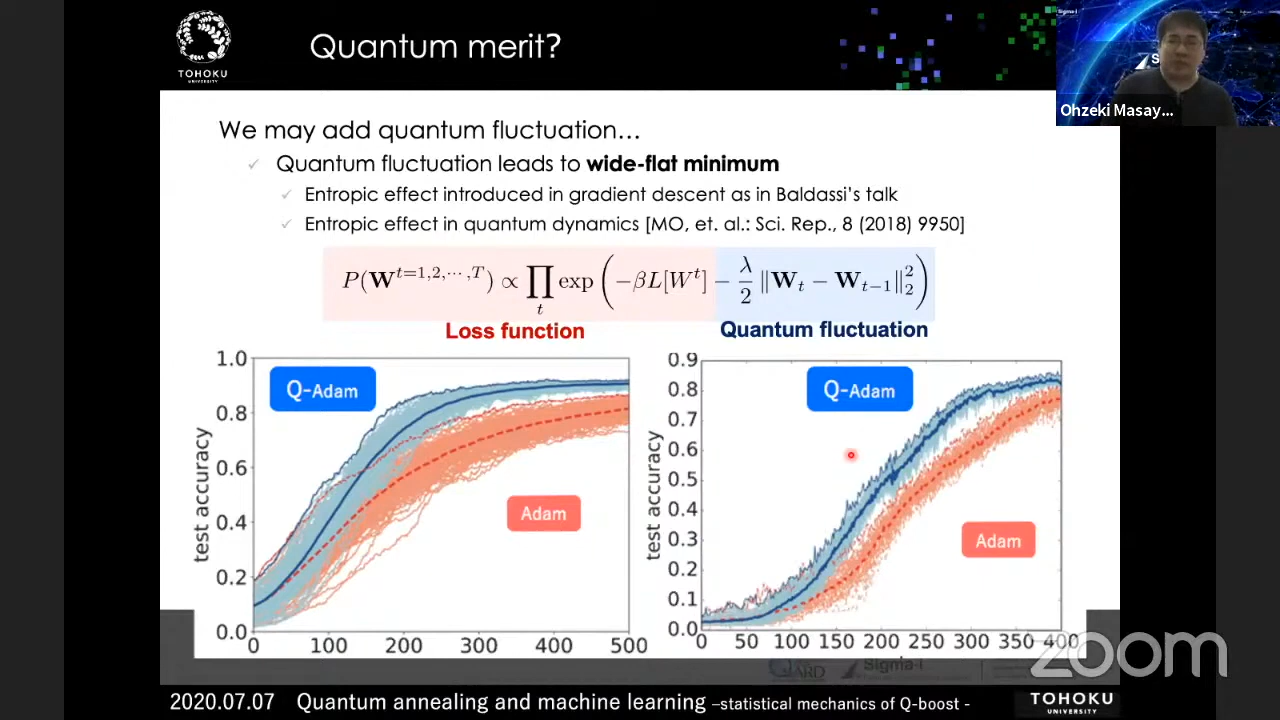 TOHOKU
UNIVERSITY
Quantum merit?
Sigma-i
S
Ohzeki Masay...
We may add quantum fluctuation...
✓ Quantum fluctuation leads to wide-flat minimum
✓ Entropic effect introduced in gradient descent as in Baldassi's talk
✓ Entropic effect in quantum dynamics [MO, et. al.: Sci. Rep., 8 (2018) 9950]
P(W^{t=1,2,⋯,T}) ∝ ∏_t exp(−βL[W^t] − λ/2 ‖W_t − W_{t−1}‖₂²)
Loss function
Quantum fluctuation
1.0
0.8
0.6
0.4
0.2
0.0
test accuracy
Q-Adam
Adam
0 100 200 300 400 500
0.9
0.8
0.7
0.6
0.5
0.4
0.3
0.2
0.1
0.0
test accuracy
Q-Adam
Adam
0 50 100 150 200 250 300 350 400
zoom
Sigma-i
2020.07.07 Quantum annealing and machine learning –statistical mechanics of Q-boost -
TOHOKU
UNIVERSITY